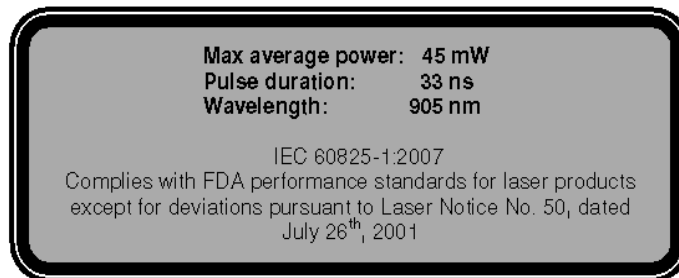 Max average power: 45 mW
Pulse duration: 33 ns
Wavelength: 905 nm
IEC 60825-1:2007
Complies with FDA performance standards for laser products
except for deviations pursuant to Laser Notice No. 50, dated
July 26th, 2001